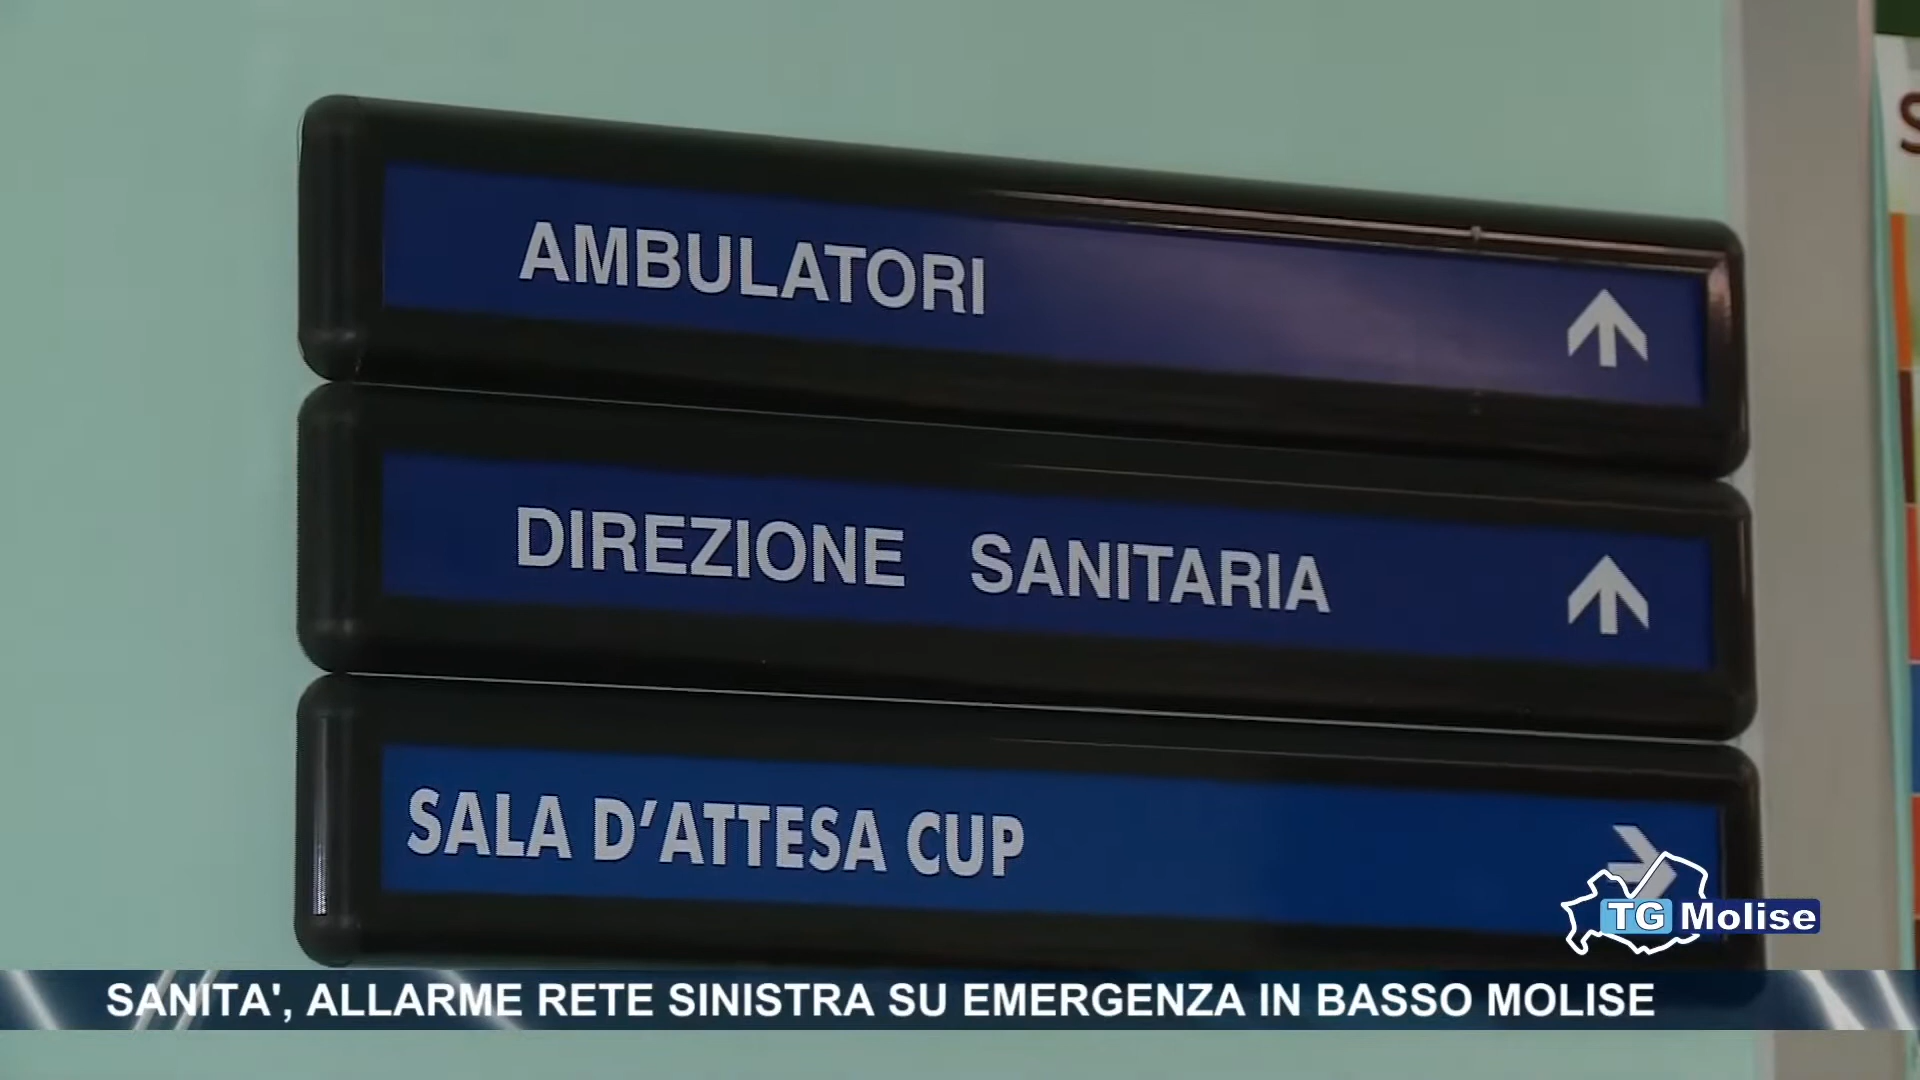 AMBULATORI
DIREZIONE SANITARIA
SALA D'ATTESA CUP
TG Molise
SANITA', ALLARME RETE SINISTRA SU EMERGENZA IN BASSO MOLISE